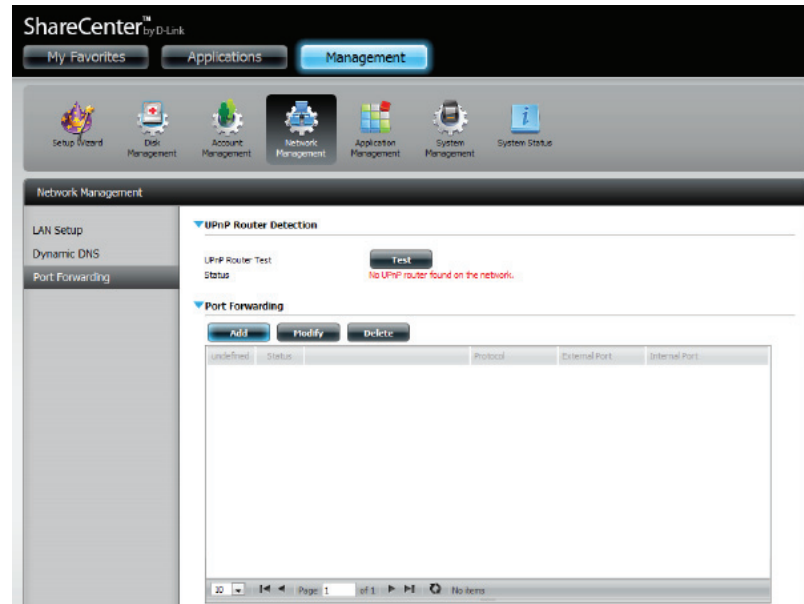 ShareCenter™ by D-Link
My Favorites Applications Management
Setup Wizard
Disk Management
Account Management
Network Management
Application Management
System Management
System Status
Network Management
LAN Setup
Dynamic DNS
Port Forwarding
UPnP Router Detection
UPnP Router Test Test
Status No UPnP router found on the network.
Port Forwarding
Add Modify Delete
undefined Status Protocol External Port Internal Port
10 Page 1 of 1 No items